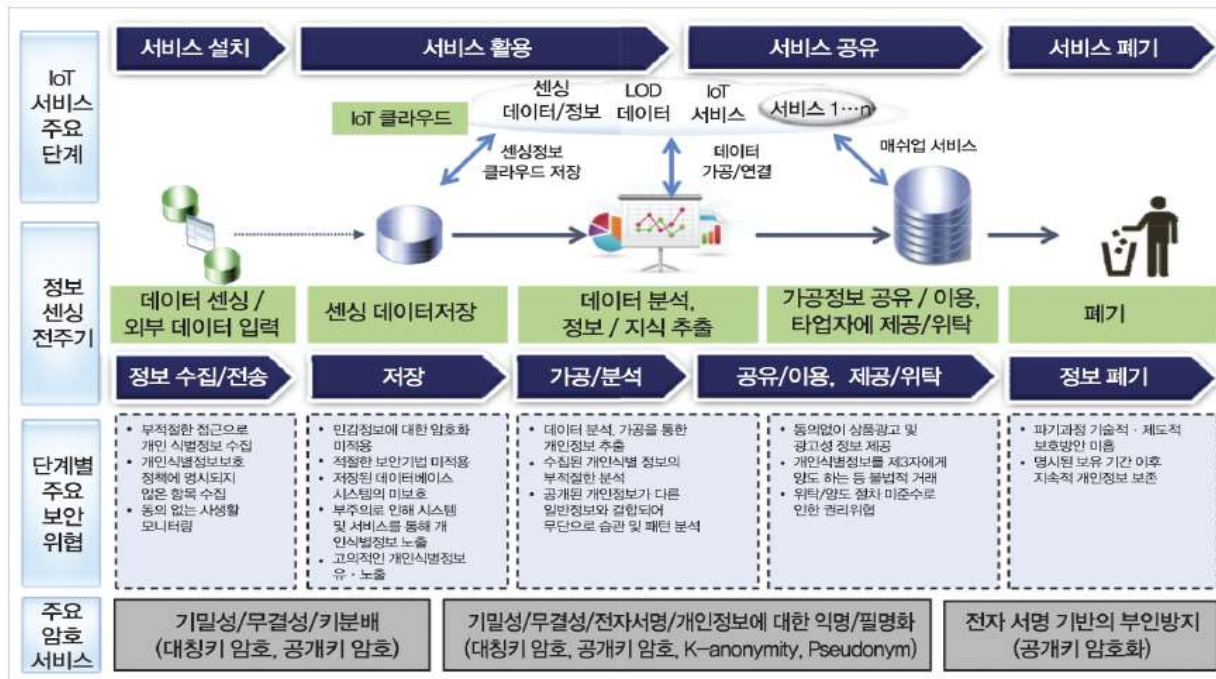 IoT
서비스
주요
단계
서비스 설치
서비스 활용
서비스 공유
서비스 폐기
IoT 클라우드
센싱
데이터/정보
LOD
데이터
IoT
서비스
서비스 1…n
센싱정보
클라우드 저장
데이터
가공/연결
매쉬업 서비스
정보
센싱
전주기
데이터 센싱 /
외부 데이터 입력
센싱 데이터저장
데이터 분석,
정보 / 지식 추출
가공정보 공유 / 이용,
타업자에 제공/위탁
폐기
정보 수집/전송
저장
가공/분석
공유/이용, 제공/위탁
정보 폐기
단계별
주요
보안
위협
• 부적절한 접근으로
개인 식별정보 수집
• 개인식별정보보호
정책에 명시되지
않은 항목 수집
• 동의 없는 사생활
모니터링
• 민감정보에 대한 암호화
미적용
• 적절한 보안기법 미적용
• 저장된 데이터베이스
시스템의 미보호
• 부주의로 인해 시스템
및 서비스를 통해 개
인식별정보 노출
• 고의적인 개인식별정보
유 · 노출
• 데이터 분석, 가공을 통한
개인정보 추출
• 수집된 개인식별 정보의
부적절한 분석
• 공개된 개인정보가 다른
일반정보와 결합되어
무단으로 습관 및 패턴 분석
• 동의없이 상품광고 및
광고성 정보 제공
• 개인식별정보를 제3자에게
양도 하는 등 불법적 거래
• 위탁/양도 절차 미준수로
인한 권리위협
• 파기과정 기술적 · 제도적
보호방안 미흡
• 명시된 보유 기간 이후
지속적 개인정보 보존
주요
암호
서비스
기밀성/무결성/키분배
(대칭키 암호, 공개키 암호)
기밀성/무결성/전자서명/개인정보에 대한 익명/필명화
(대칭키 암호, 공개키 암호, K-anonymity, Pseudonym)
전자 서명 기반의 부인방지
(공개키 암호화)